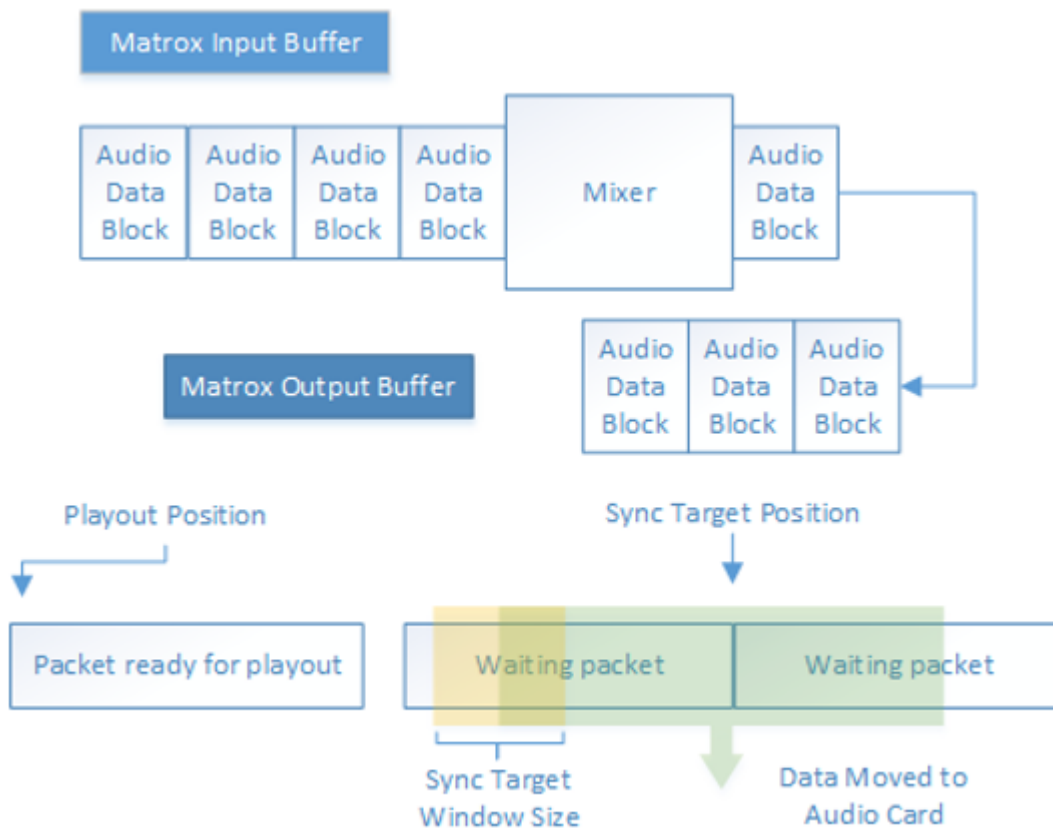 Matrox Input Buffer
Audio Data Block
Audio Data Block
Audio Data Block
Audio Data Block
Mixer
Audio Data Block
Matrox Output Buffer
Audio Data Block
Audio Data Block
Audio Data Block
Playout Position
Sync Target Position
Packet ready for playout
Waiting packet
Waiting packet
Sync Target
Window Size
Data Moved to
Audio Card